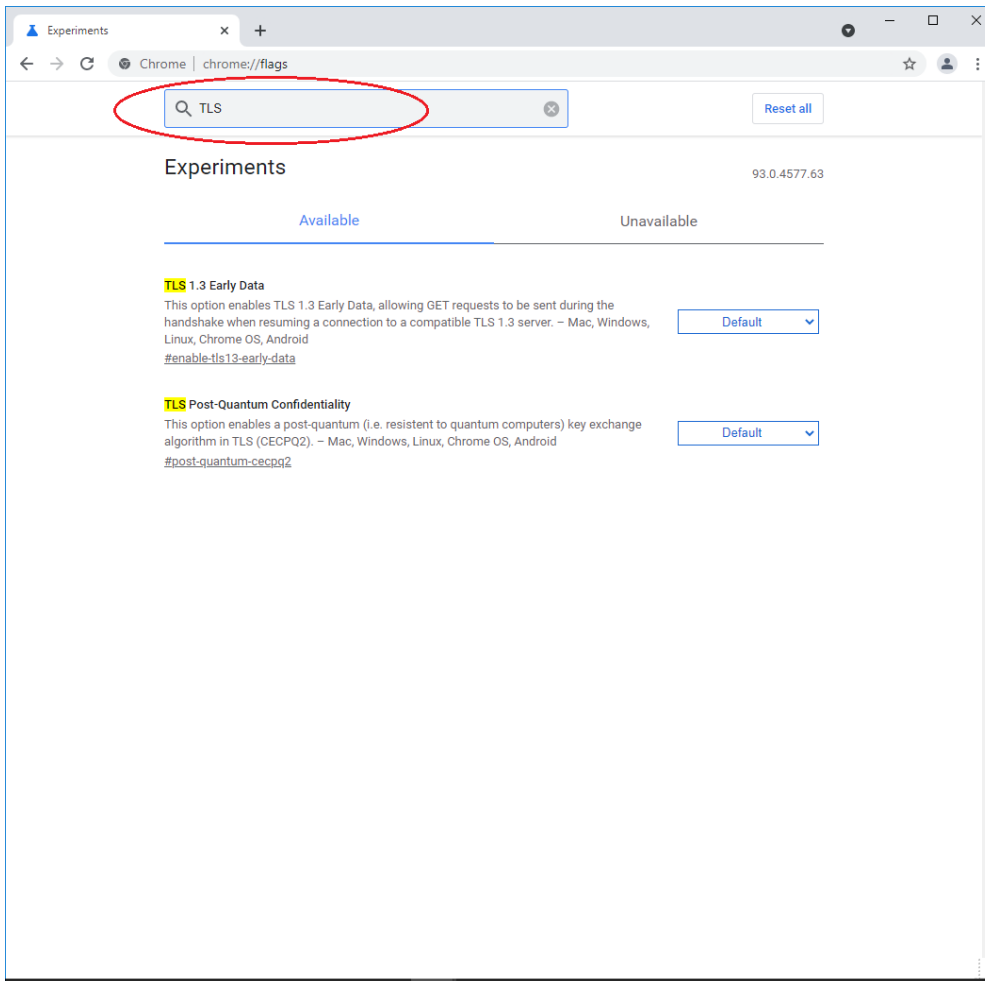 Experiments
Chrome | chrome://flags
TLS
Reset all
Experiments
93.0.4577.63
Available
Unavailable
TLS 1.3 Early Data
This option enables TLS 1.3 Early Data, allowing GET requests to be sent during the
handshake when resuming a connection to a compatible TLS 1.3 server. – Mac, Windows,
Linux, Chrome OS, Android
#enable-tls13-early-data
Default
TLS Post-Quantum Confidentiality
This option enables a post-quantum (i.e. resistent to quantum computers) key exchange
algorithm in TLS (CECPQ2). – Mac, Windows, Linux, Chrome OS, Android
#post-quantum-cecpq2
Default